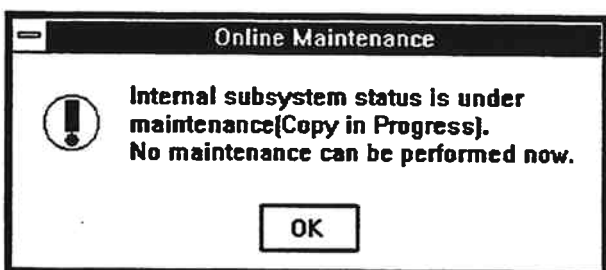 Online Maintenance
Internal subsystem status is under
maintenance(Copy in Progress).
No maintenance can be performed now.
OK